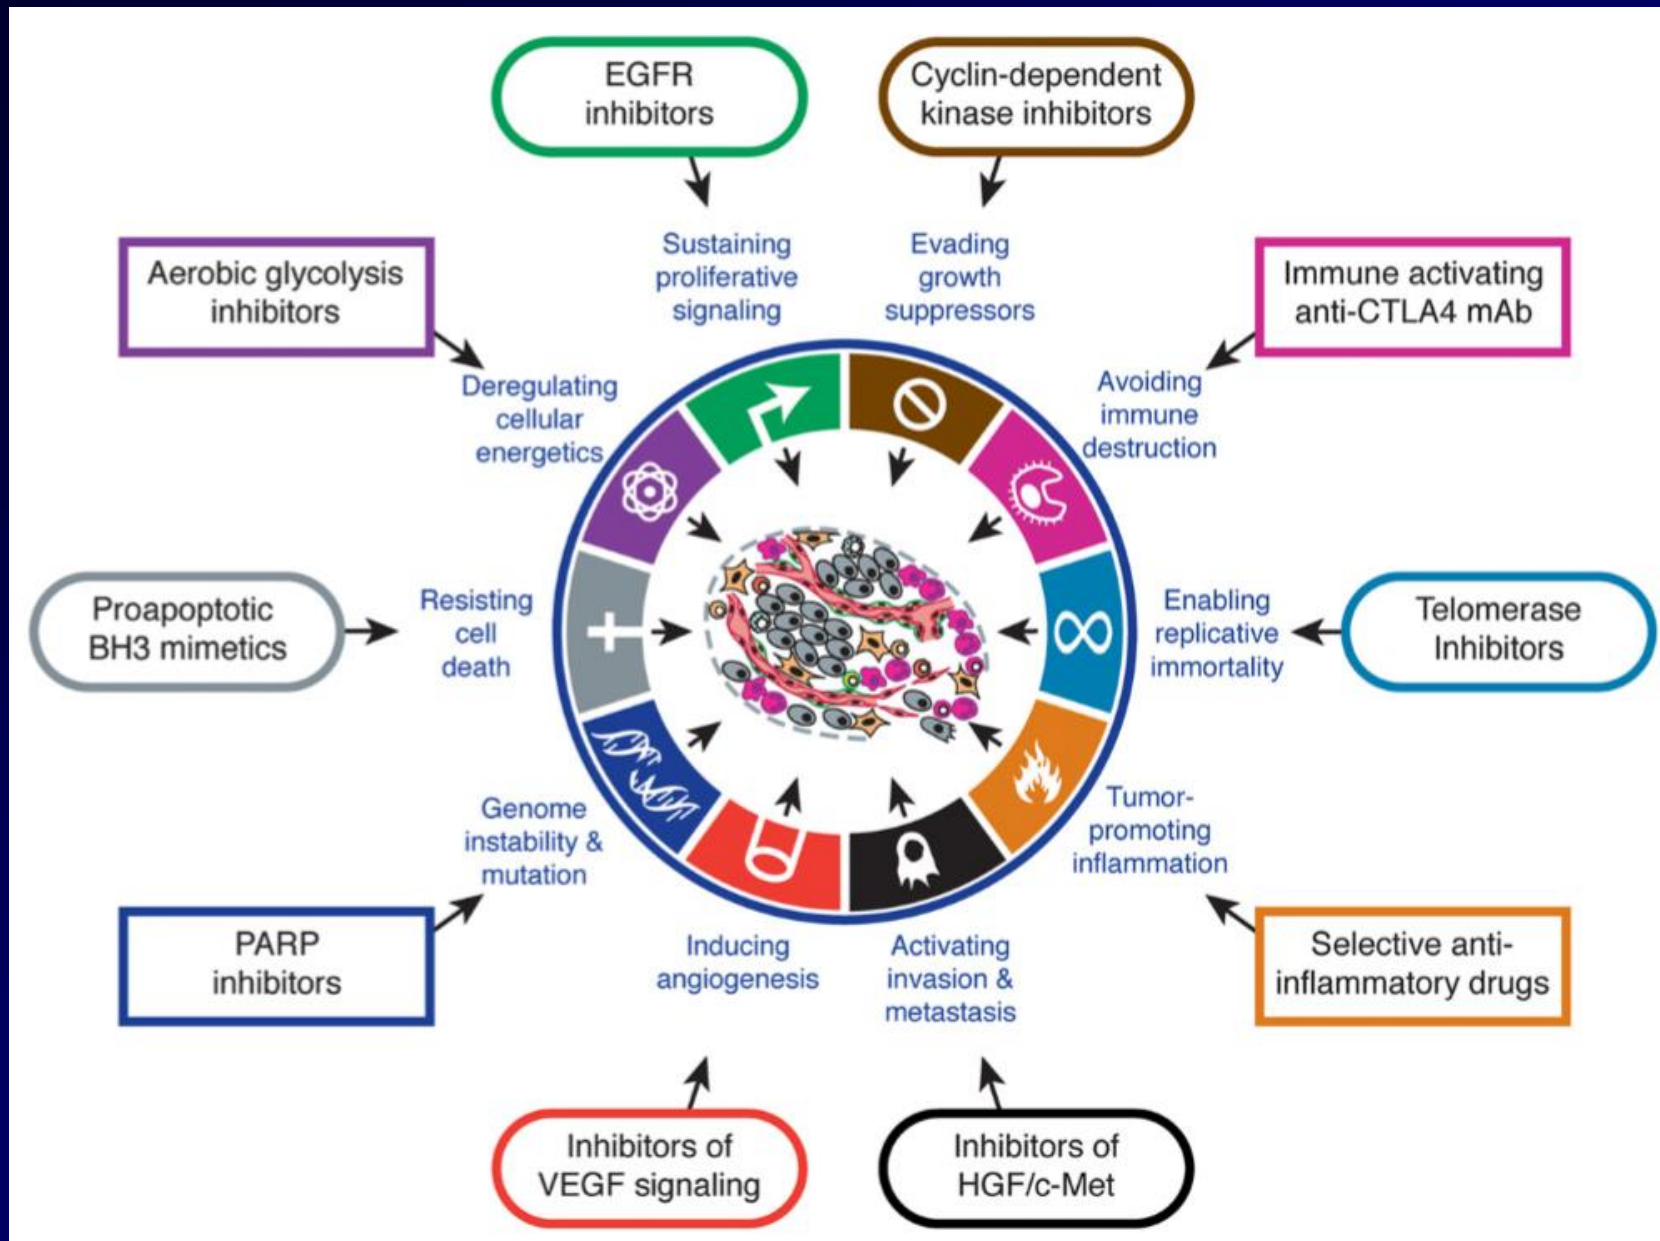 EGFR
inhibitors
Cyclin-dependent
kinase inhibitors
Sustaining
proliferative
signaling
Evading
growth
suppressors
Aerobic glycolysis
inhibitors
Immune activating
anti-CTLA4 mAb
Deregulating
cellular
energetics
Avoiding
immune
destruction
Proapoptotic
BH3 mimetics
Resisting
cell
death
Enabling
replicative
immortality
Telomerase
Inhibitors
Genome
instability &
mutation
Tumor-
promoting
inflammation
PARP
inhibitors
Inducing
angiogenesis
Activating
invasion &
metastasis
Selective anti-
inflammatory drugs
Inhibitors of
VEGF signaling
Inhibitors of
HGF/c-Met